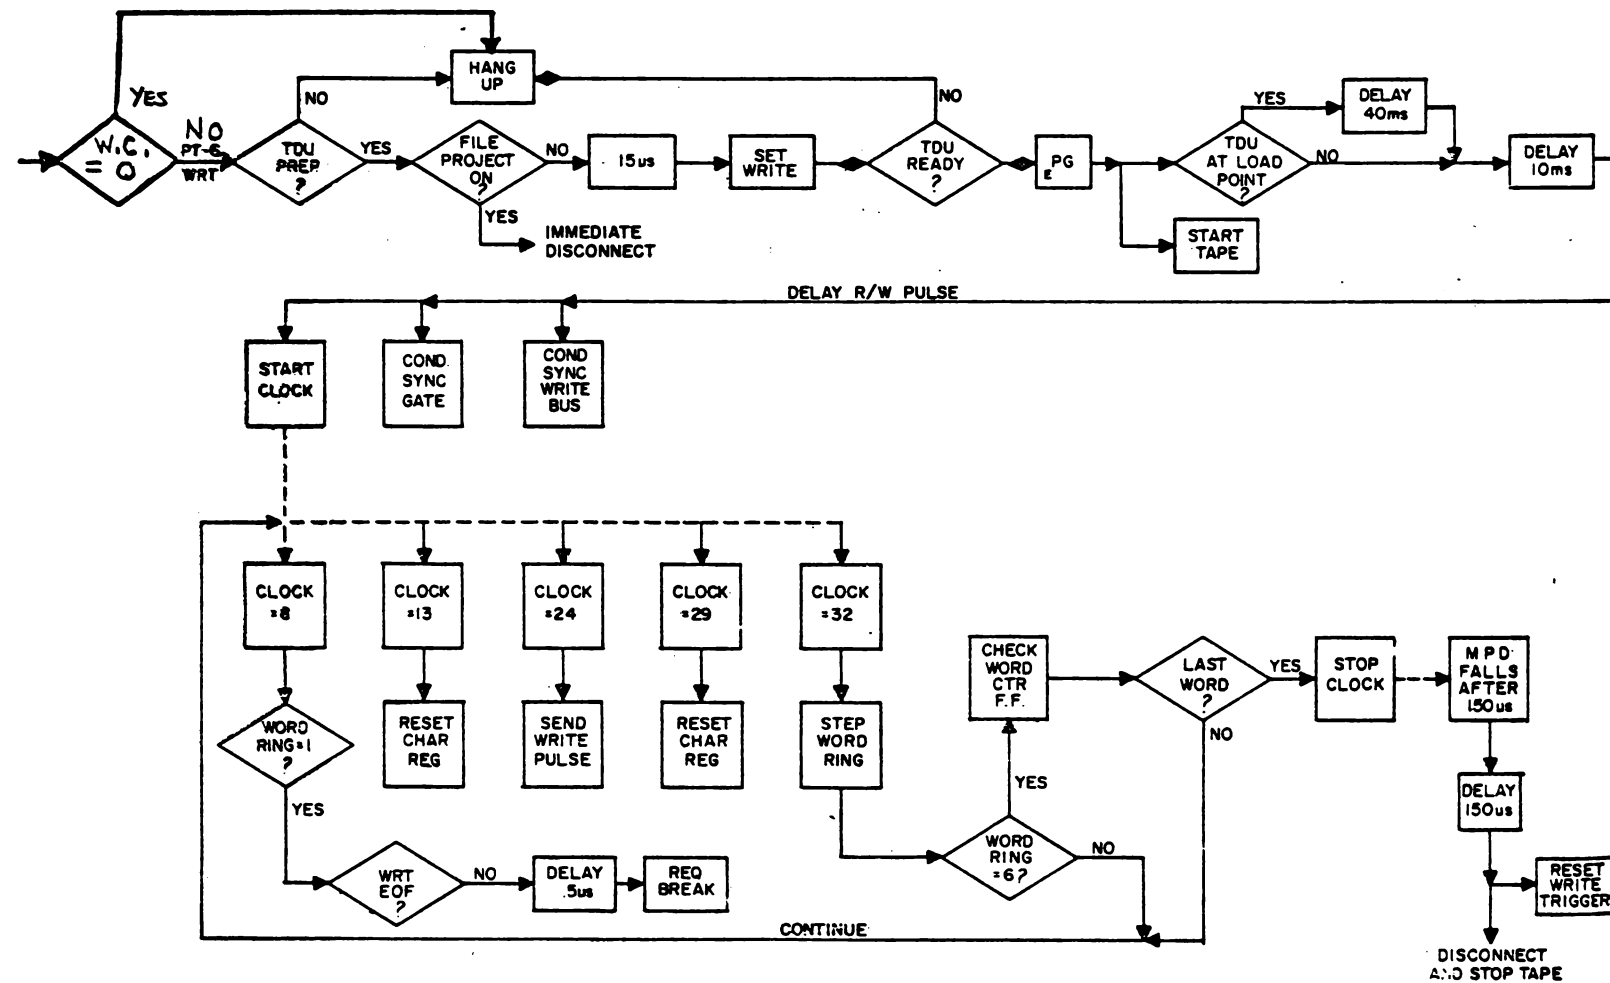 YES
W.C.
= 0
NO
PT-6
WRT
HANG
UP
NO
TDU
PREP
?
YES
FILE
PROJECT
ON
?
NO
YES
IMMEDIATE
DISCONNECT
15us
SET
WRITE
NO
TDU
READY
?
PG
E
YES
TDU
AT LOAD
POINT
?
NO
DELAY
40ms
DELAY
10ms
START
TAPE
DELAY R/W PULSE
START
CLOCK
COND
SYNC
GATE
COND
SYNC
WRITE
BUS
CLOCK
=8
CLOCK
=13
CLOCK
=24
CLOCK
=29
CLOCK
=32
WORD
RING=1
?
YES
RESET
CHAR
REG
SEND
WRITE
PULSE
RESET
CHAR
REG
STEP
WORD
RING
CHECK
WORD
CTR
F.F.
YES
WORD
RING
=6?
NO
LAST
WORD
?
YES
NO
STOP
CLOCK
MPD
FALLS
AFTER
150us
DELAY
150us
WRT
EOF
?
NO
DELAY
.5us
REQ
BREAK
CONTINUE
RESET
WRITE
TRIGGER
DISCONNECT
AND STOP TAPE